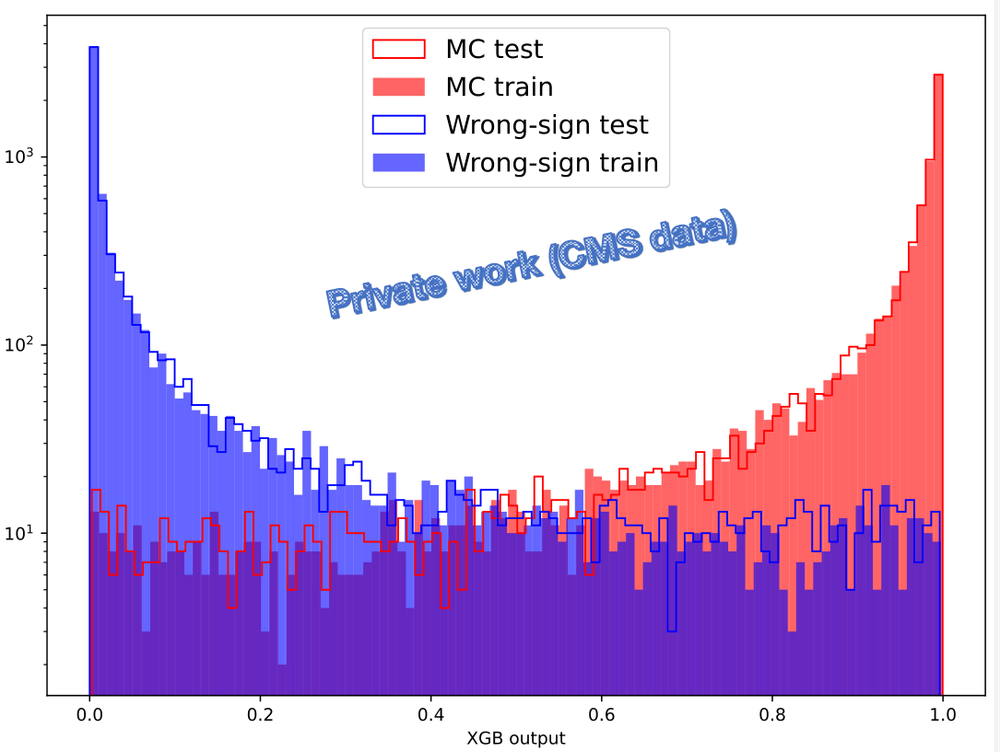 MC test
MC train
Wrong-sign test
Wrong-sign train
Private work (CMS data)
10³
10²
10¹
0.0 0.2 0.4 0.6 0.8 1.0
XGB output